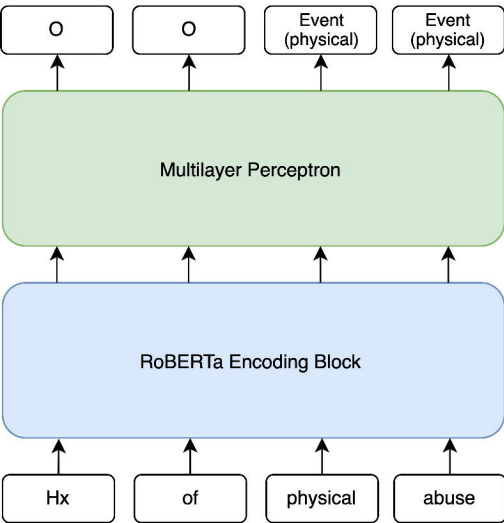 O
O
Event
(physical)
Event
(physical)
Multilayer Perceptron
RoBERTa Encoding Block
Hx
of
physical
abuse